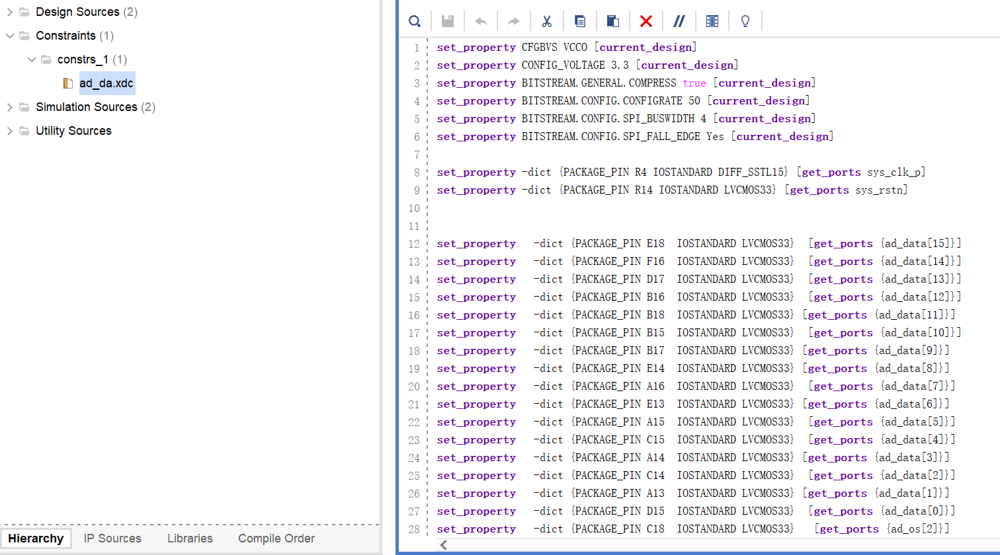 Design Sources (2)
Constraints (1)
constrs_1 (1)
ad_da.xdc
Simulation Sources (2)
Utility Sources
Hierarchy IP Sources Libraries Compile Order
1 set_property CFGBVS VCCO [current_design]
2 set_property CONFIG_VOLTAGE 3.3 [current_design]
3 set_property BITSTREAM.GENERAL.COMPRESS true [current_design]
4 set_property BITSTREAM.CONFIG.CONFIGRATE 50 [current_design]
5 set_property BITSTREAM.CONFIG.SPI_BUSWIDTH 4 [current_design]
6 set_property BITSTREAM.CONFIG.SPI_FALL_EDGE Yes [current_design]
7
8 set_property -dict {PACKAGE_PIN R4 IOSTANDARD DIFF_SSTL15} [get_ports sys_clk_p]
9 set_property -dict {PACKAGE_PIN R14 IOSTANDARD LVCMOS33} [get_ports sys_rstn]
10
11
12 set_property -dict {PACKAGE_PIN E18 IOSTANDARD LVCMOS33} [get_ports {ad_data[15]}]
13 set_property -dict {PACKAGE_PIN F16 IOSTANDARD LVCMOS33} [get_ports {ad_data[14]}]
14 set_property -dict {PACKAGE_PIN D17 IOSTANDARD LVCMOS33} [get_ports {ad_data[13]}]
15 set_property -dict {PACKAGE_PIN B16 IOSTANDARD LVCMOS33} [get_ports {ad_data[12]}]
16 set_property -dict {PACKAGE_PIN B18 IOSTANDARD LVCMOS33} [get_ports {ad_data[11]}]
17 set_property -dict {PACKAGE_PIN B15 IOSTANDARD LVCMOS33} [get_ports {ad_data[10]}]
18 set_property -dict {PACKAGE_PIN B17 IOSTANDARD LVCMOS33} [get_ports {ad_data[9]}]
19 set_property -dict {PACKAGE_PIN E14 IOSTANDARD LVCMOS33} [get_ports {ad_data[8]}]
20 set_property -dict {PACKAGE_PIN A16 IOSTANDARD LVCMOS33} [get_ports {ad_data[7]}]
21 set_property -dict {PACKAGE_PIN E13 IOSTANDARD LVCMOS33} [get_ports {ad_data[6]}]
22 set_property -dict {PACKAGE_PIN A15 IOSTANDARD LVCMOS33} [get_ports {ad_data[5]}]
23 set_property -dict {PACKAGE_PIN C15 IOSTANDARD LVCMOS33} [get_ports {ad_data[4]}]
24 set_property -dict {PACKAGE_PIN A14 IOSTANDARD LVCMOS33} [get_ports {ad_data[3]}]
25 set_property -dict {PACKAGE_PIN C14 IOSTANDARD LVCMOS33} [get_ports {ad_data[2]}]
26 set_property -dict {PACKAGE_PIN A13 IOSTANDARD LVCMOS33} [get_ports {ad_data[1]}]
27 set_property -dict {PACKAGE_PIN D15 IOSTANDARD LVCMOS33} [get_ports {ad_data[0]}]
28 set_property -dict {PACKAGE_PIN C18 IOSTANDARD LVCMOS33} [get_ports {ad_os[2]}]